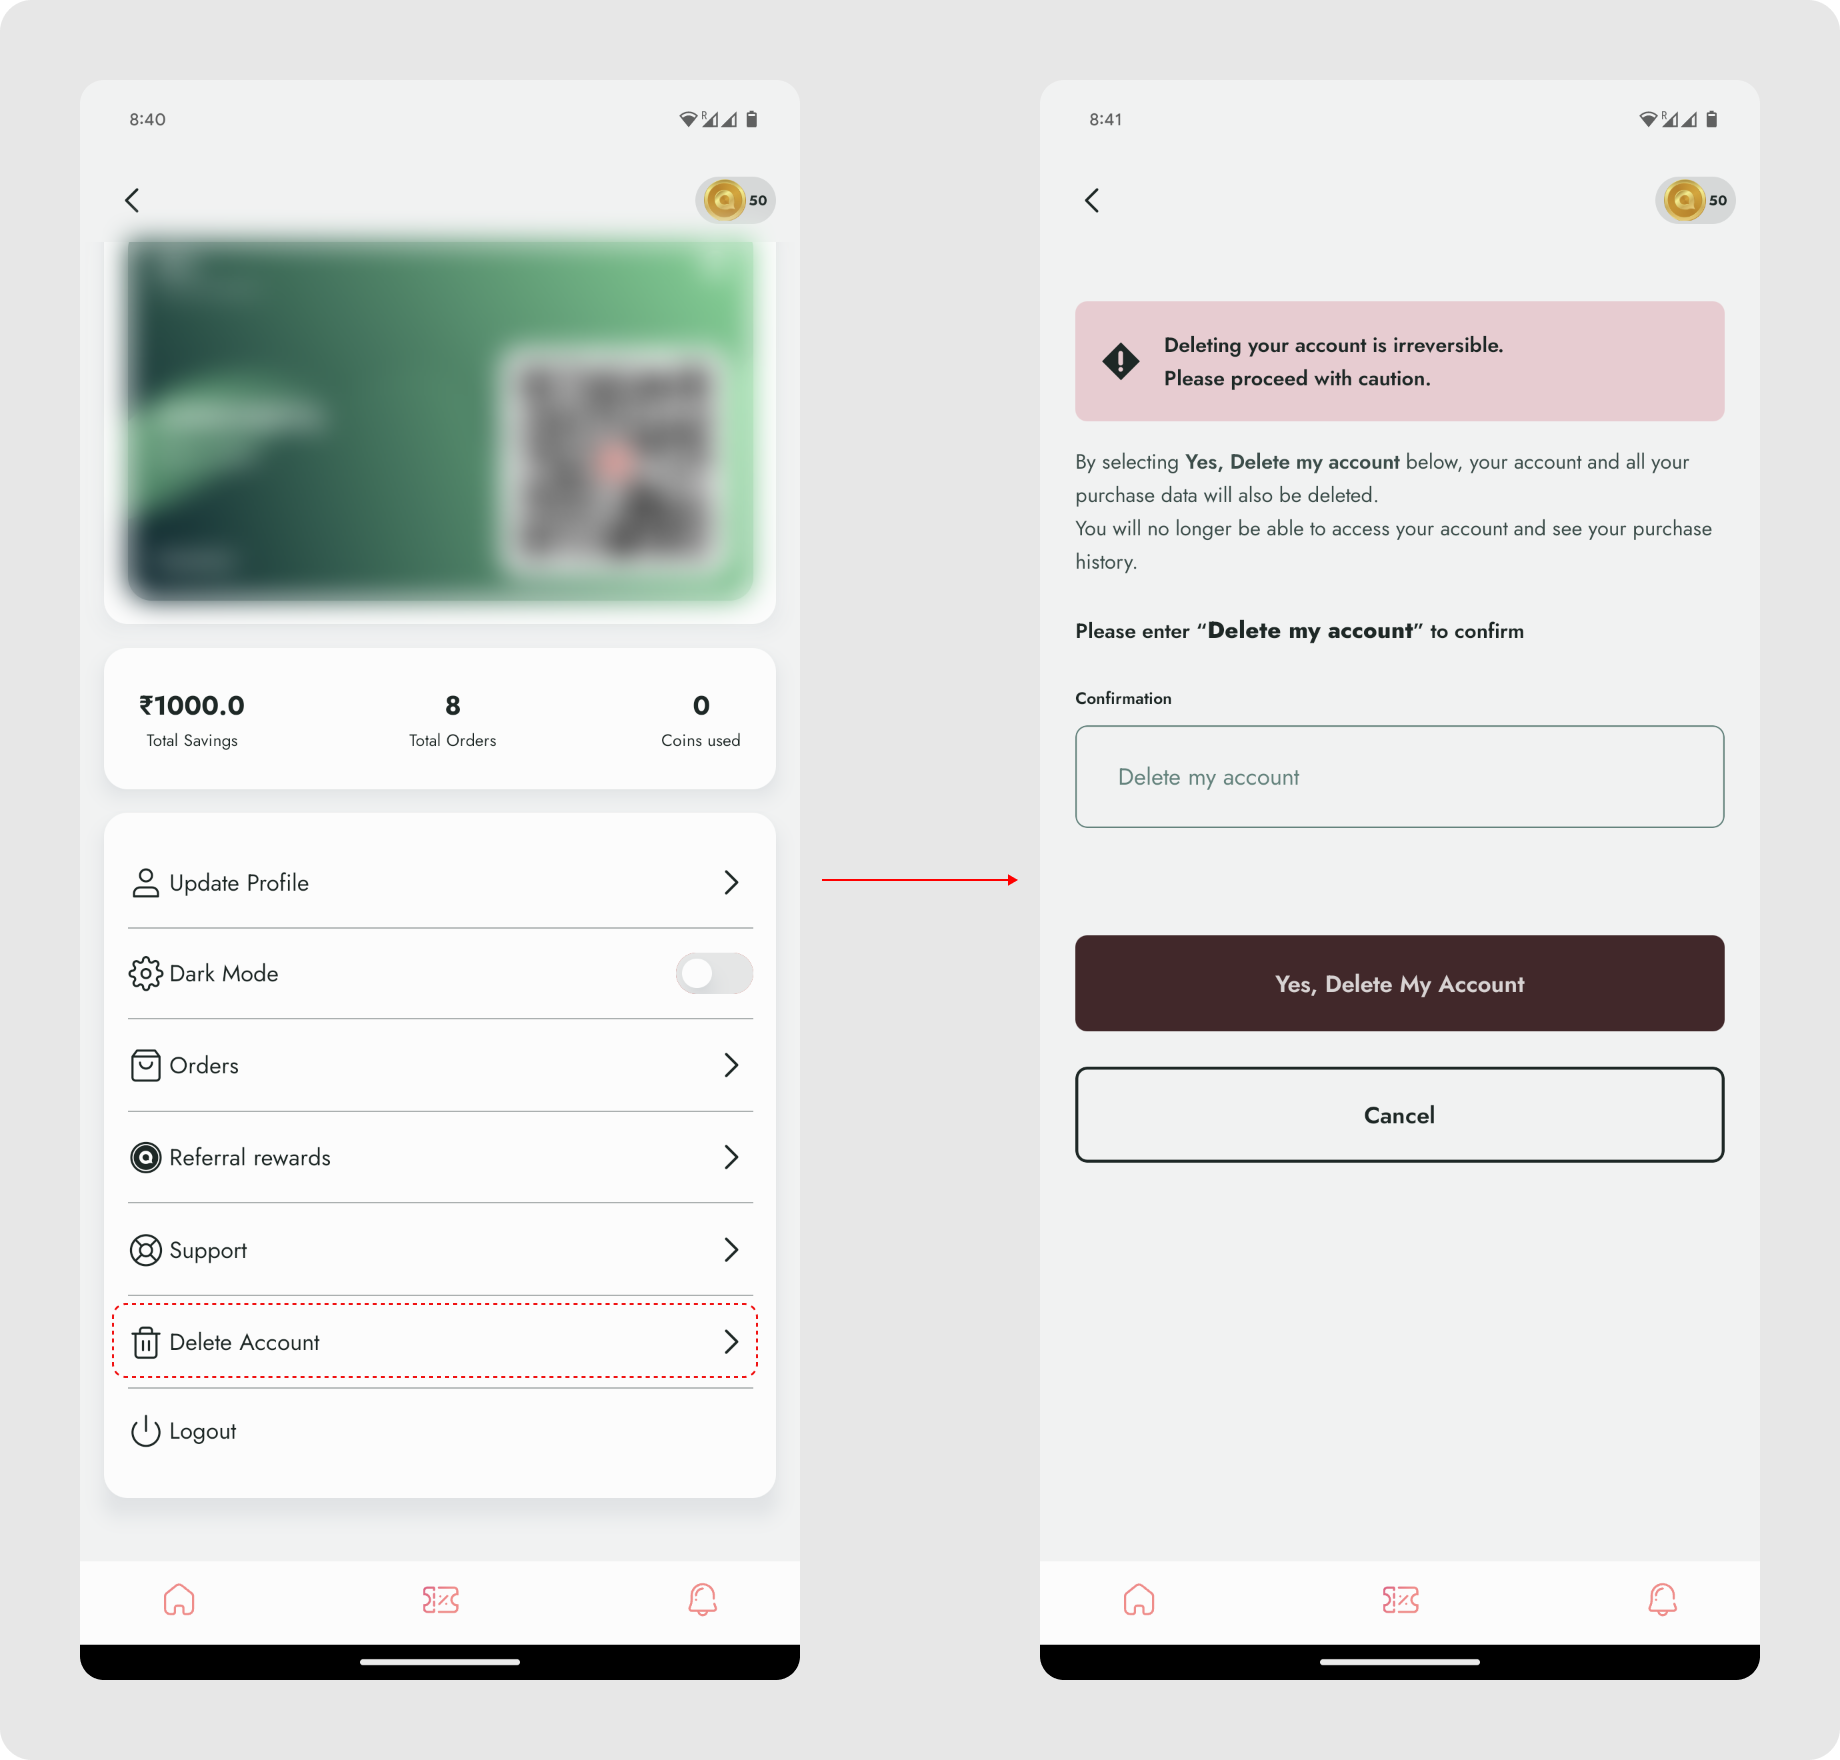 8:40
R
50
₹1000.0
8
0
Total Savings
Total Orders
Coins used
Update Profile
Dark Mode
Orders
Referral rewards
Support
Delete Account
Logout
8:41
R
50
Deleting your account is irreversible.
Please proceed with caution.
By selecting Yes, Delete my account below, your account and all your
purchase data will also be deleted.
You will no longer be able to access your account and see your purchase
history.
Please enter “Delete my account” to confirm
Confirmation
Delete my account
Yes, Delete My Account
Cancel